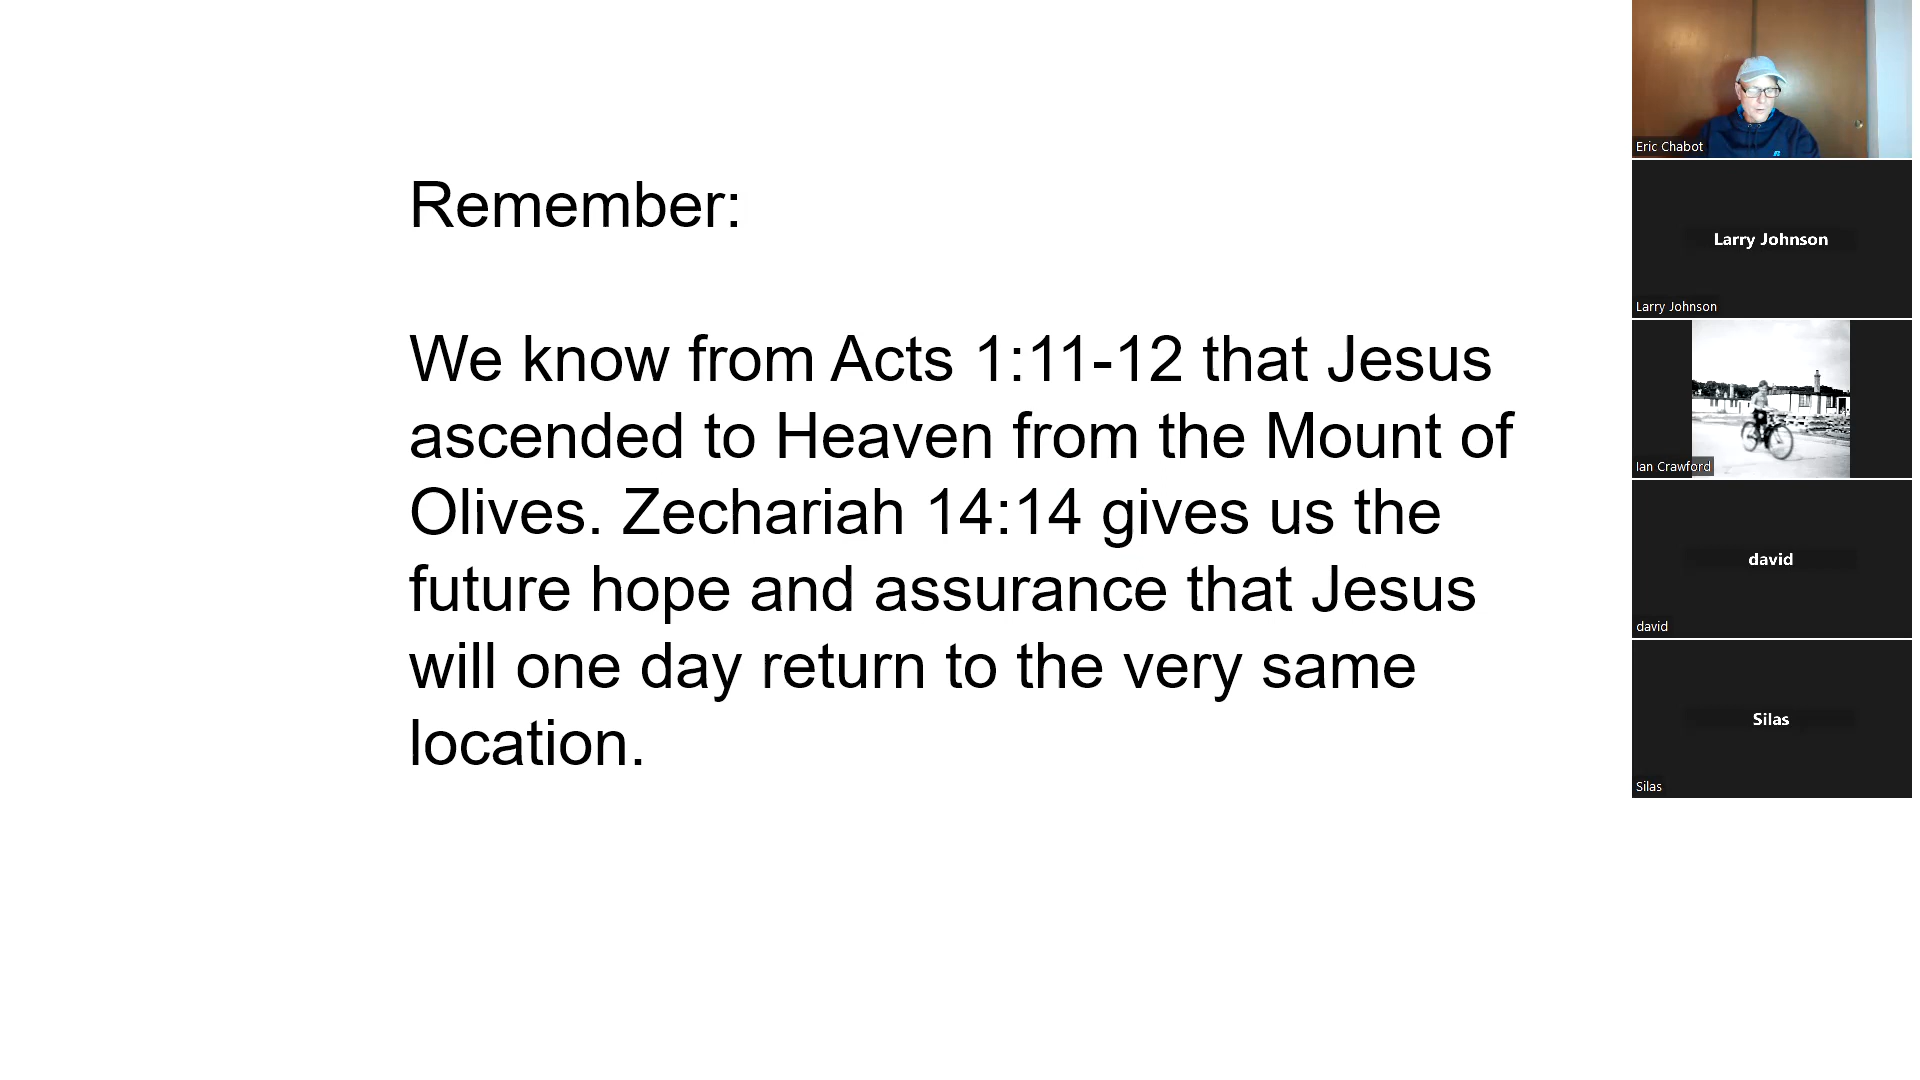 Remember:
We know from Acts 1:11-12 that Jesus
ascended to Heaven from the Mount of
Olives. Zechariah 14:14 gives us the
future hope and assurance that Jesus
will one day return to the very same
location.
Eric Chabot
Larry Johnson
Larry Johnson
Ian Crawford
david
david
Silas
Silas